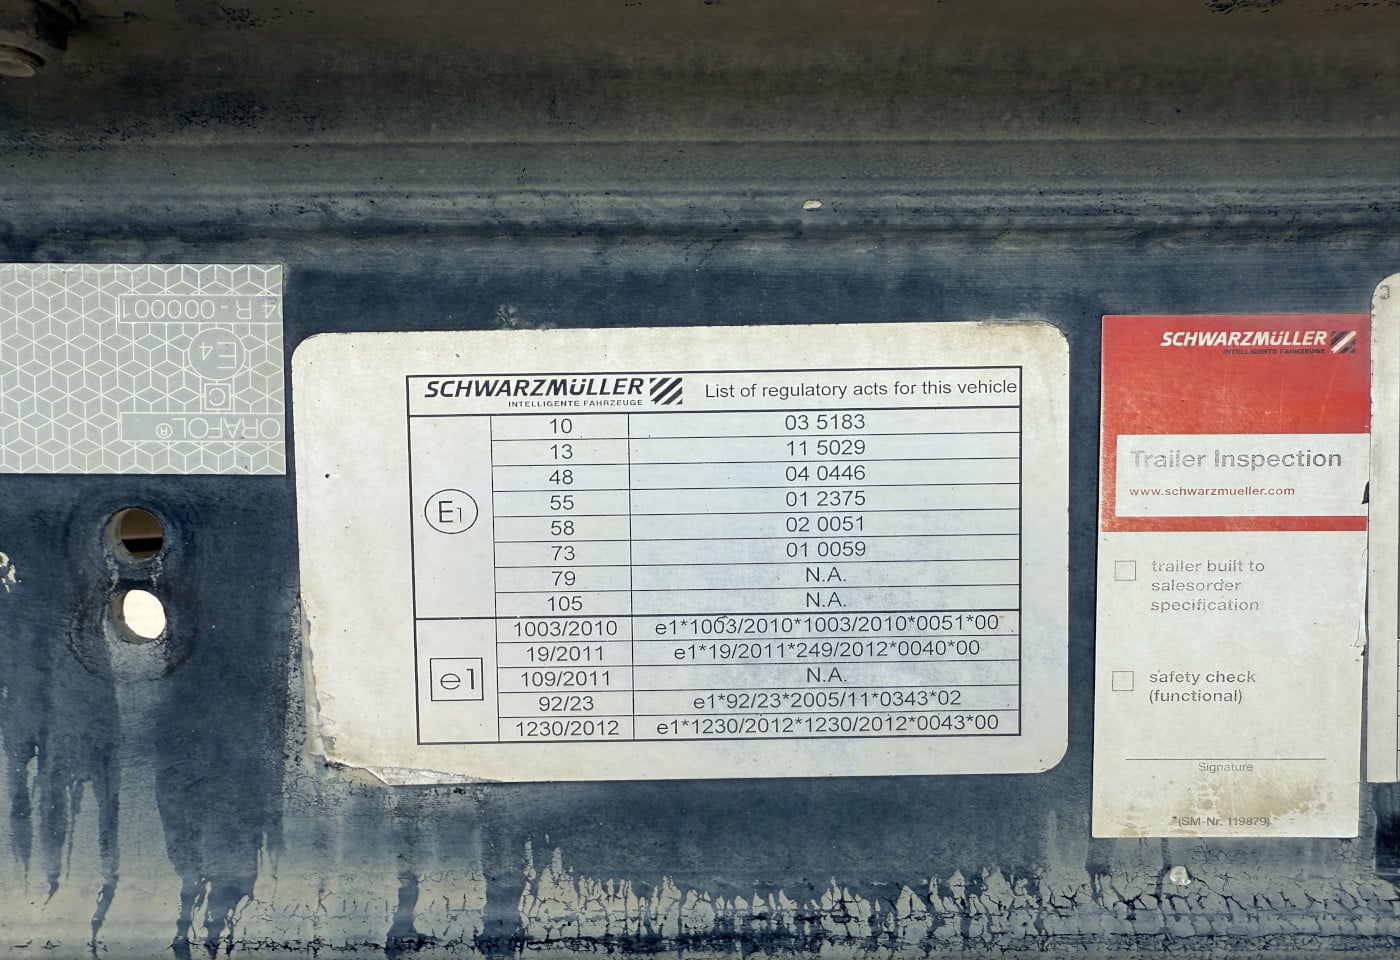 04 R - 000001
E4
C
ORAFOL®
SCHWARZMÜLLER
INTELLIGENTE FAHRZEUGE
List of regulatory acts for this vehicle
E1
10 03 5183
13 11 5029
48 04 0446
55 01 2375
58 02 0051
73 01 0059
79 N.A.
105 N.A.
e1
1003/2010 e1*1003/2010*1003/2010*0051*00
19/2011 e1*19/2011*249/2012*0040*00
109/2011 N.A.
92/23 e1*92/23*2005/11*0343*02
1230/2012 e1*1230/2012*1230/2012*0043*00
SCHWARZMÜLLER
INTELLIGENTE FAHRZEUGE
Trailer Inspection
www.schwarzmueller.com
trailer built to
salesorder
specification
safety check
(functional)
Signature
*(SM-Nr. 119879)